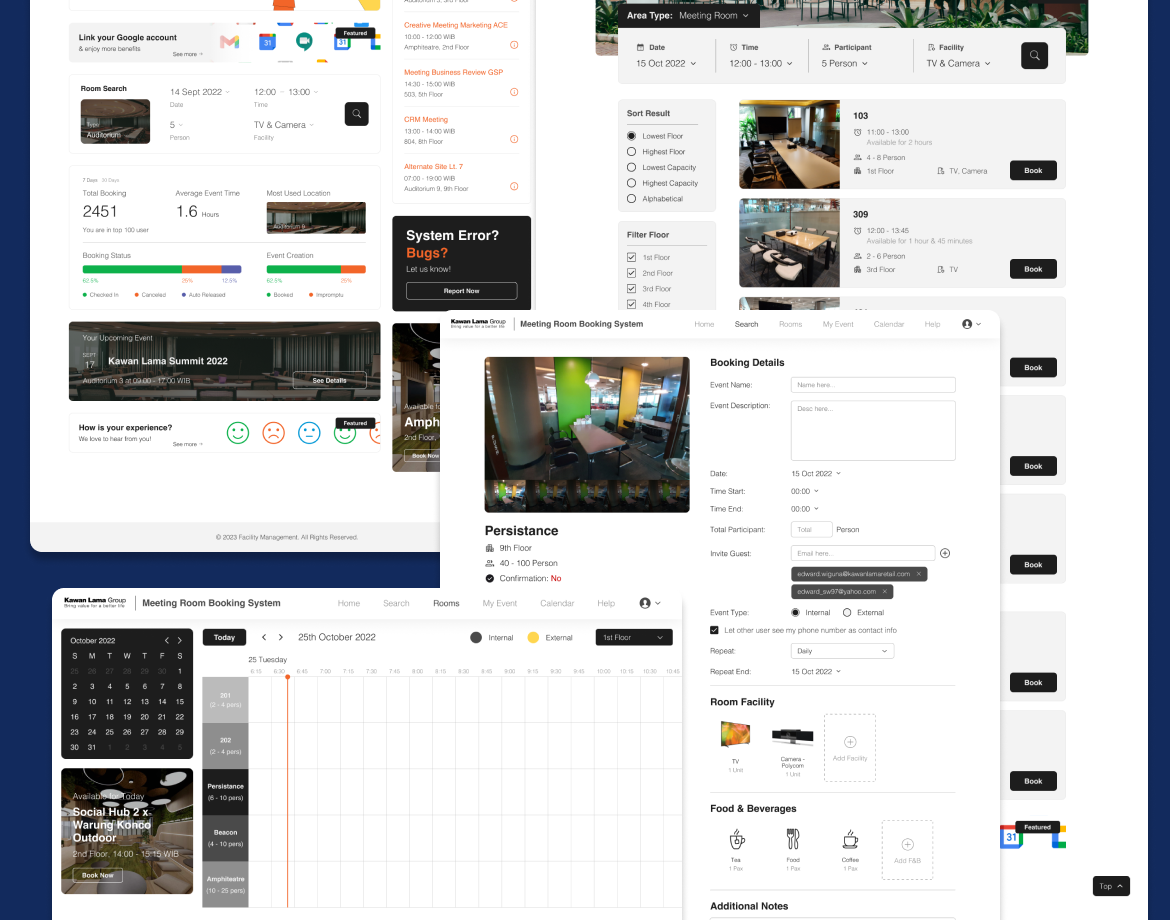 Link your Google account
& enjoy more benefits
See more →
Featured
Room Search
Type
Auditorium
14 Sept 2022
Date
12:00 - 13:00
Time
5
Person
TV & Camera
Facility
7 Days 30 Days
Total Booking
2451
You are in top 100 user
Average Event Time
1.6 Hours
Most Used Location
Auditorium 6
Booking Status
62.5% 25% 12.5%
Checked In Canceled Auto Released
Event Creation
62.5% 25%
Booked Impromptu
Your Upcoming Event
SEPT
17
Kawan Lama Summit 2022
Auditorium 3 at 09:00 - 17:00 WIB
See Details
How is your experience?
We love to hear from you!
See more →
Featured
© 2023 Facility Management. All Rights Reserved.
Creative Meeting Marketing ACE
10:00 - 12:00 WIB
Amphiteatre, 2nd Floor
Meeting Business Review GSP
14:30 - 15:00 WIB
503, 5th Floor
CRM Meeting
13:00 - 14:00 WIB
804, 8th Floor
Alternate Site Lt. 7
07:00 - 19:00 WIB
Auditorium 9, 9th Floor
System Error?
Bugs?
Let us know!
Report Now
Available fo
Amph
2nd Floor,
Book Now
Area Type: Meeting Room
Date
15 Oct 2022
Time
12:00 - 13:00
Participant
5 Person
Facility
TV & Camera
Sort Result
Lowest Floor
Highest Floor
Lowest Capacity
Highest Capacity
Alphabetical
Filter Floor
1st Floor
2nd Floor
3rd Floor
4th Floor
103
11:00 - 13:00
Available for 2 hours
4 - 8 Person
1st Floor
TV, Camera
Book
309
12:00 - 13:45
Available for 1 hour & 45 minutes
2 - 6 Person
3rd Floor
TV
Book
Book
Book
Book
Book
Book
31
Featured
Top
Kawan Lama Group
Bring value for a better life
Meeting Room Booking System
Home Search Rooms My Event Calendar Help
Persistance
9th Floor
40 - 100 Person
Confirmation: No
Booking Details
Event Name:
Name here...
Event Description:
Desc here...
Date:
15 Oct 2022
Time Start:
00:00
Time End:
00:00
Total Participant:
Total
Person
Invite Guest:
Email here...
edward.wiguna@kawanlamaretail.com ×
edward_sw97@yahoo.com ×
Event Type:
Internal
External
Let other user see my phone number as contact info
Repeat:
Daily
Repeat End:
15 Oct 2022
Room Facility
TV
1 Unit
Camera - Polycom
1 Unit
Add Facility
Food & Beverages
Tea
1 Pax
Food
1 Pax
Coffee
1 Pax
Add F&B
Additional Notes
Kawan Lama Group
Bring value for a better life
Meeting Room Booking System
Home Search Rooms My Event Calendar Help
October 2022 < >
S M T W T F S
25 26 27 28 29 30 1
2 3 4 5 6 7 8
9 10 11 12 13 14 15
16 17 18 19 20 21 22
23 24 25 26 27 28 29
30 31 1 2 3 4 5
Available for Today
Social Hub 2 x
Warung Konco
Outdoor
2nd Floor, 14:00 - 15:15 WIB
Book Now
Today < > 25th October 2022
Internal External
1st Floor
25 Tuesday
6:15 6:30 6:45 7:00 7:15 7:30 7:45 8:00 8:15 8:30 8:45 9:00 9:15 9:30 9:45 10:00 10:15 10:30 10:45
201
(2 - 4 pers)
202
(2 - 4 pers)
Persistance
(6 - 10 pers)
Beacon
(4 - 10 pers)
Amphiteatre
(10 - 25 pers)